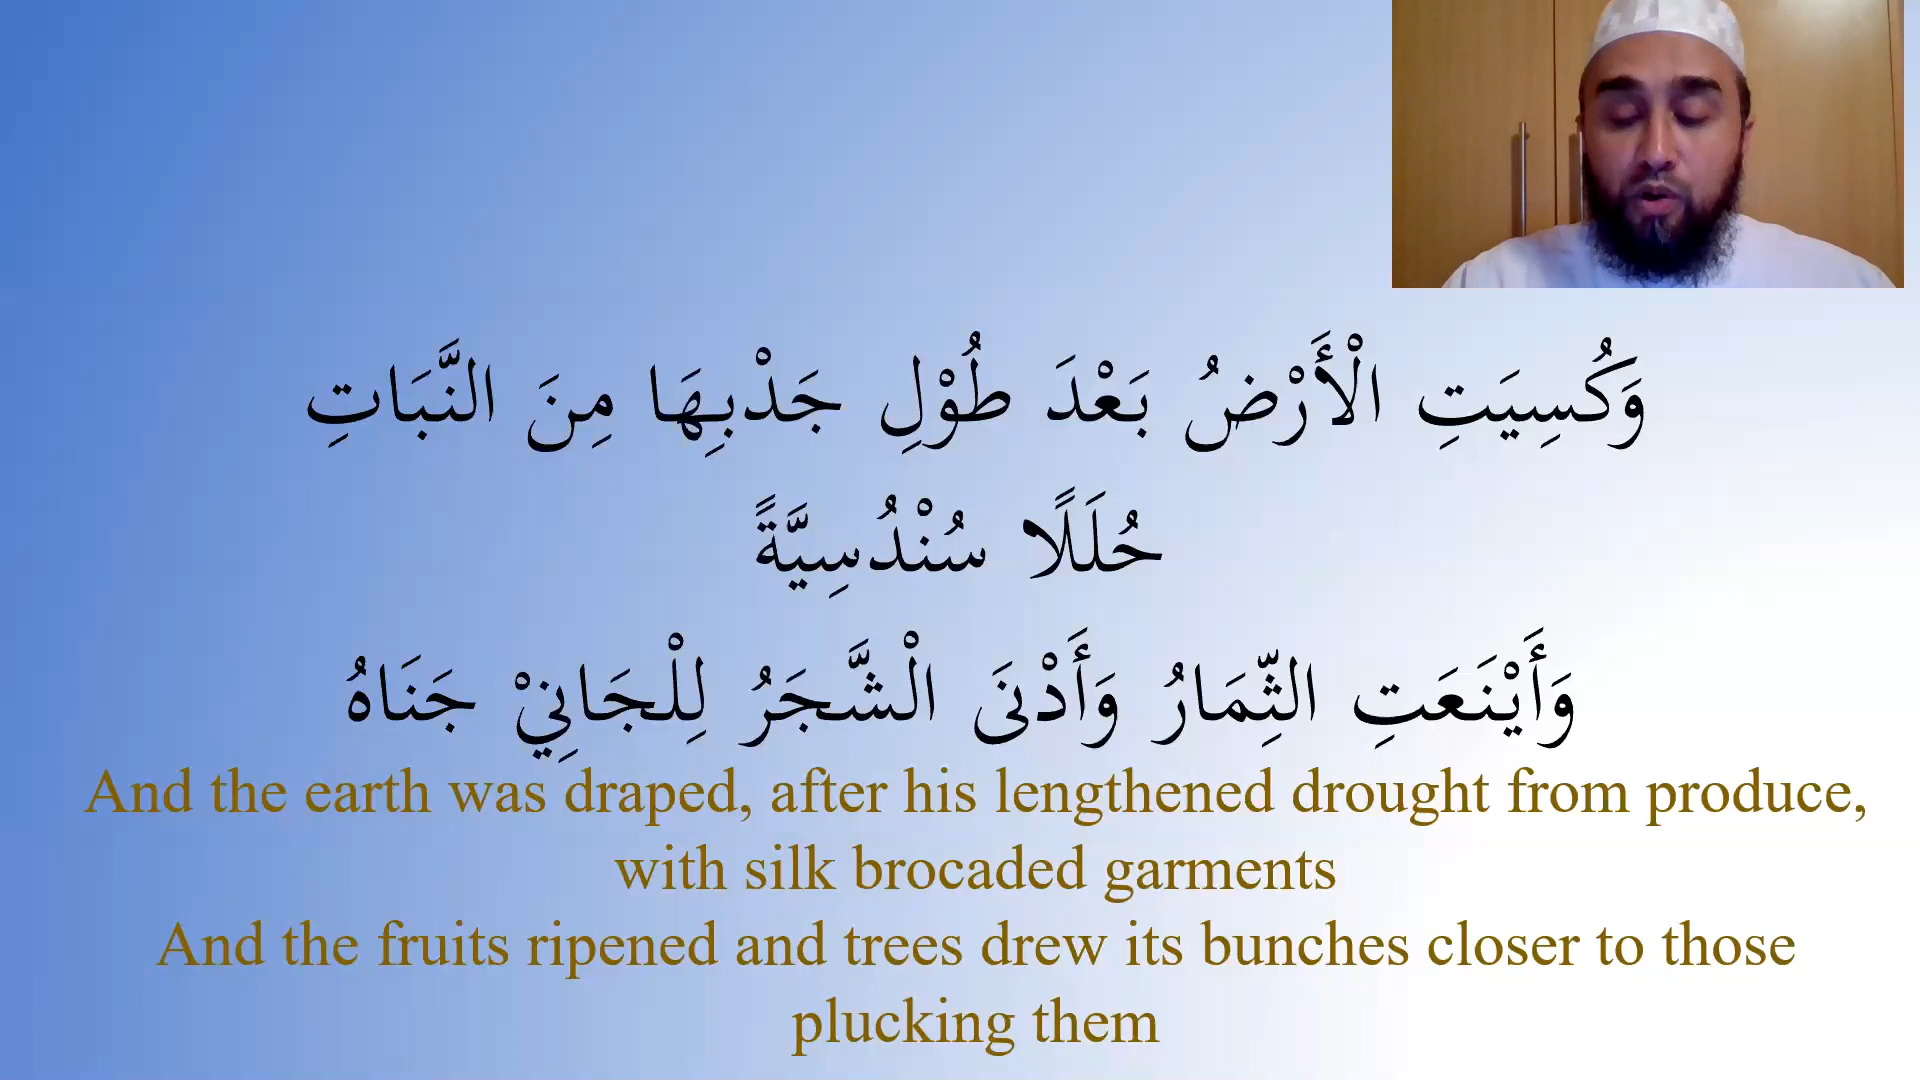 وَكُسِيَتِ الْأَرْضُ بَعْدَ طُوْلِ جَدْبِهَا مِنَ النَّبَاتِ
حُلَلًا سُنْدُسِيَّةً
وَأَيْنَعَتِ الثِّمَارُ وَأَدْنَى الْشَّجَرُ لِلْجَانِيْ جَنَاهُ
And the earth was draped, after his lengthened drought from produce,
with silk brocaded garments
And the fruits ripened and trees drew its bunches closer to those
plucking them